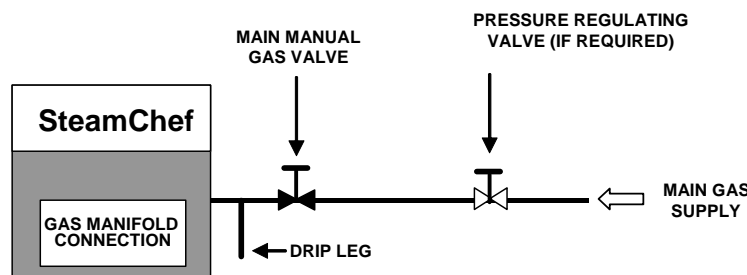 PRESSURE REGULATING
VALVE (IF REQUIRED)
MAIN MANUAL
GAS VALVE
SteamChef
MAIN GAS
SUPPLY
GAS MANIFOLD
CONNECTION
DRIP LEG